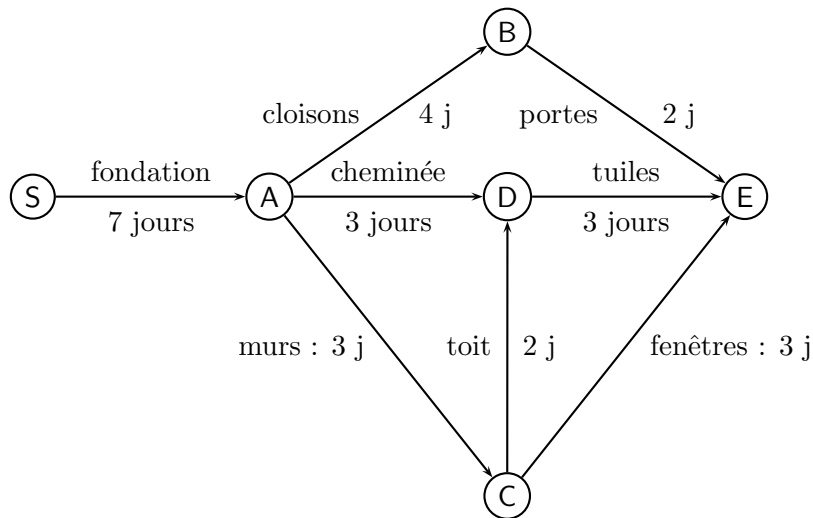 B
cloisons 4 j portes 2 j
fondation cheminée tuiles
S A D E
7 jours 3 jours 3 jours
murs : 3 j toit 2 j fenêtres : 3 j
C